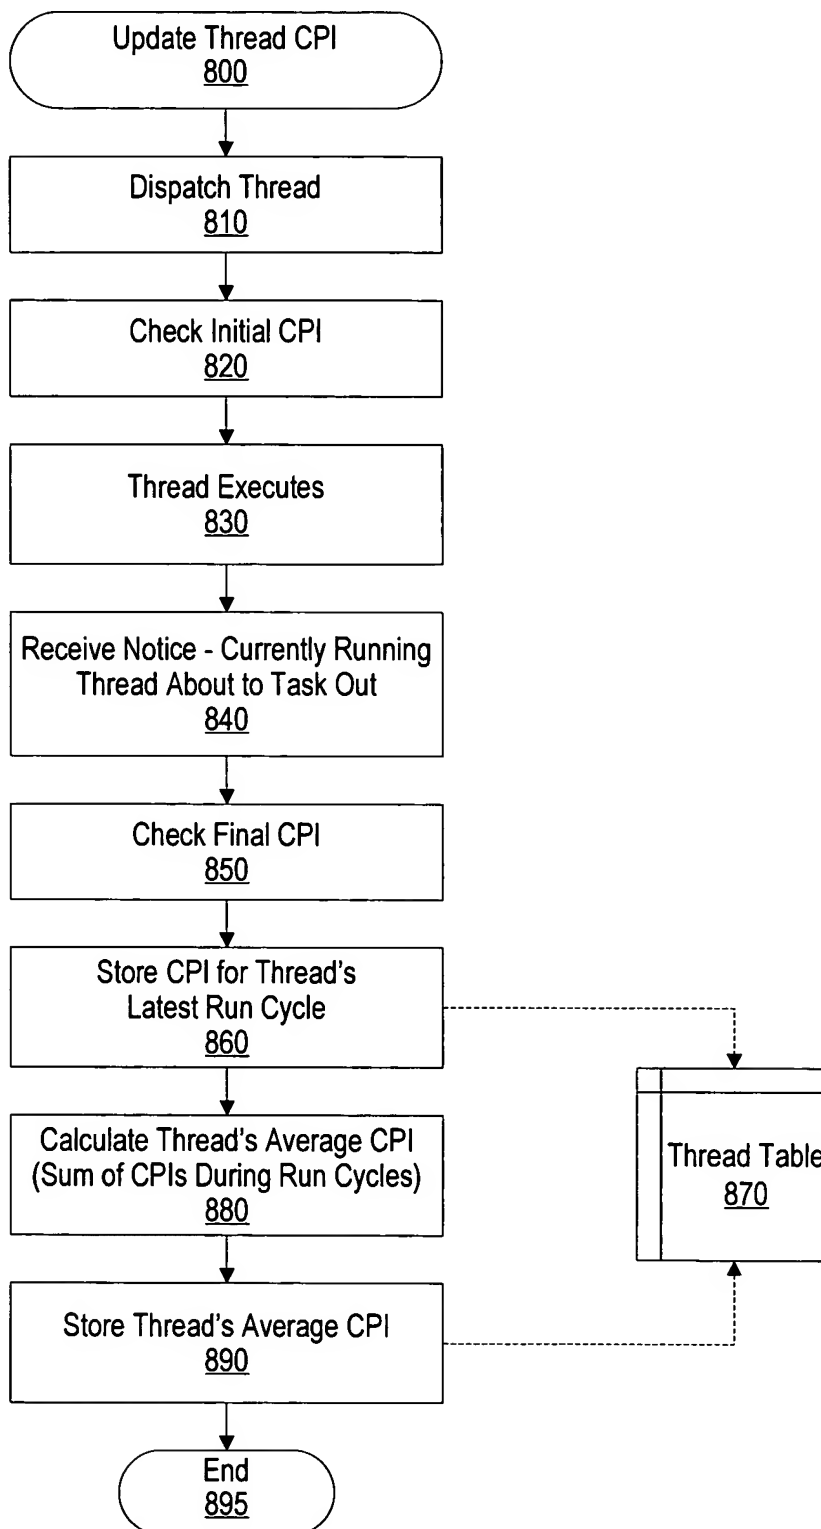 Update Thread CPI
800
Dispatch Thread
810
Check Initial CPI
820
Thread Executes
830
Receive Notice - Currently Running
Thread About to Task Out
840
Check Final CPI
850
Store CPI for Thread's
Latest Run Cycle
860
Calculate Thread's Average CPI
(Sum of CPIs During Run Cycles)
880
Thread Table
870
Store Thread's Average CPI
890
End
895